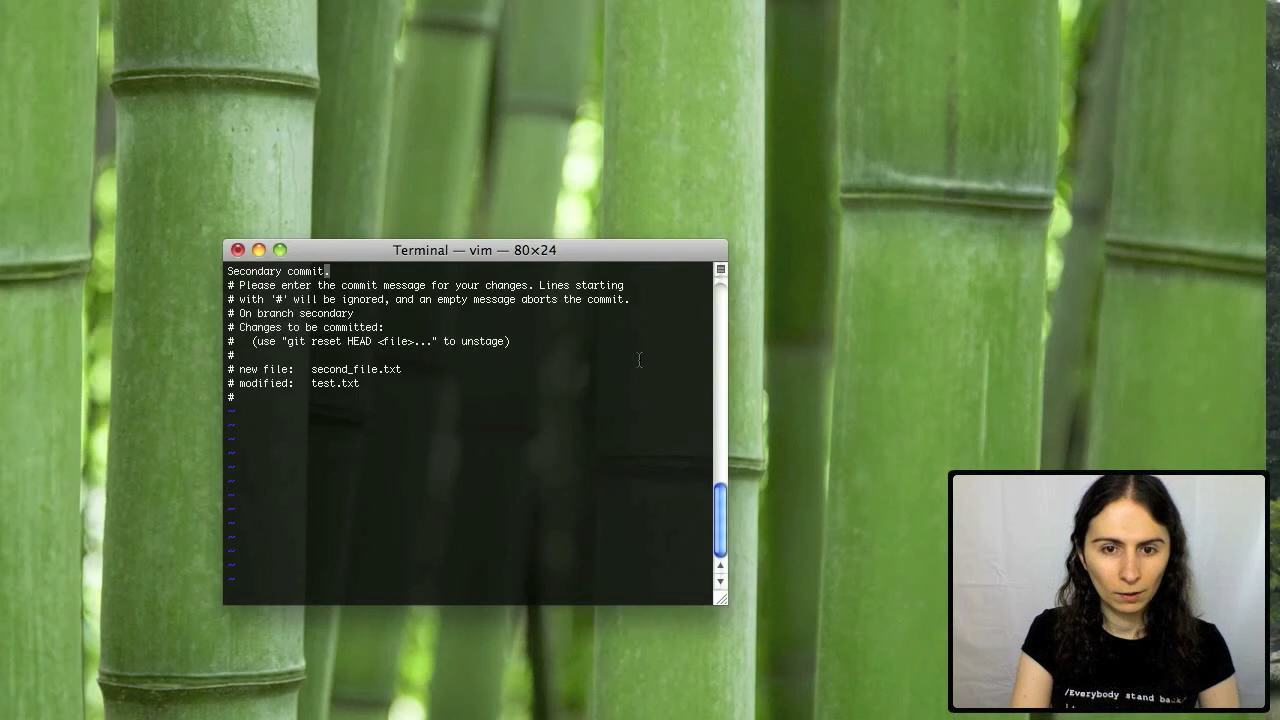 Terminal — vim — 80×24
Secondary commit.
# Please enter the commit message for your changes. Lines starting
# with '#' will be ignored, and an empty message aborts the commit.
# On branch secondary
# Changes to be committed:
#   (use "git reset HEAD <file>..." to unstage)
#
# new file:   second_file.txt
# modified:   test.txt
#
~
~
~
~
~
~
~
~
~
~
~
~
~
/Everybody stand back/